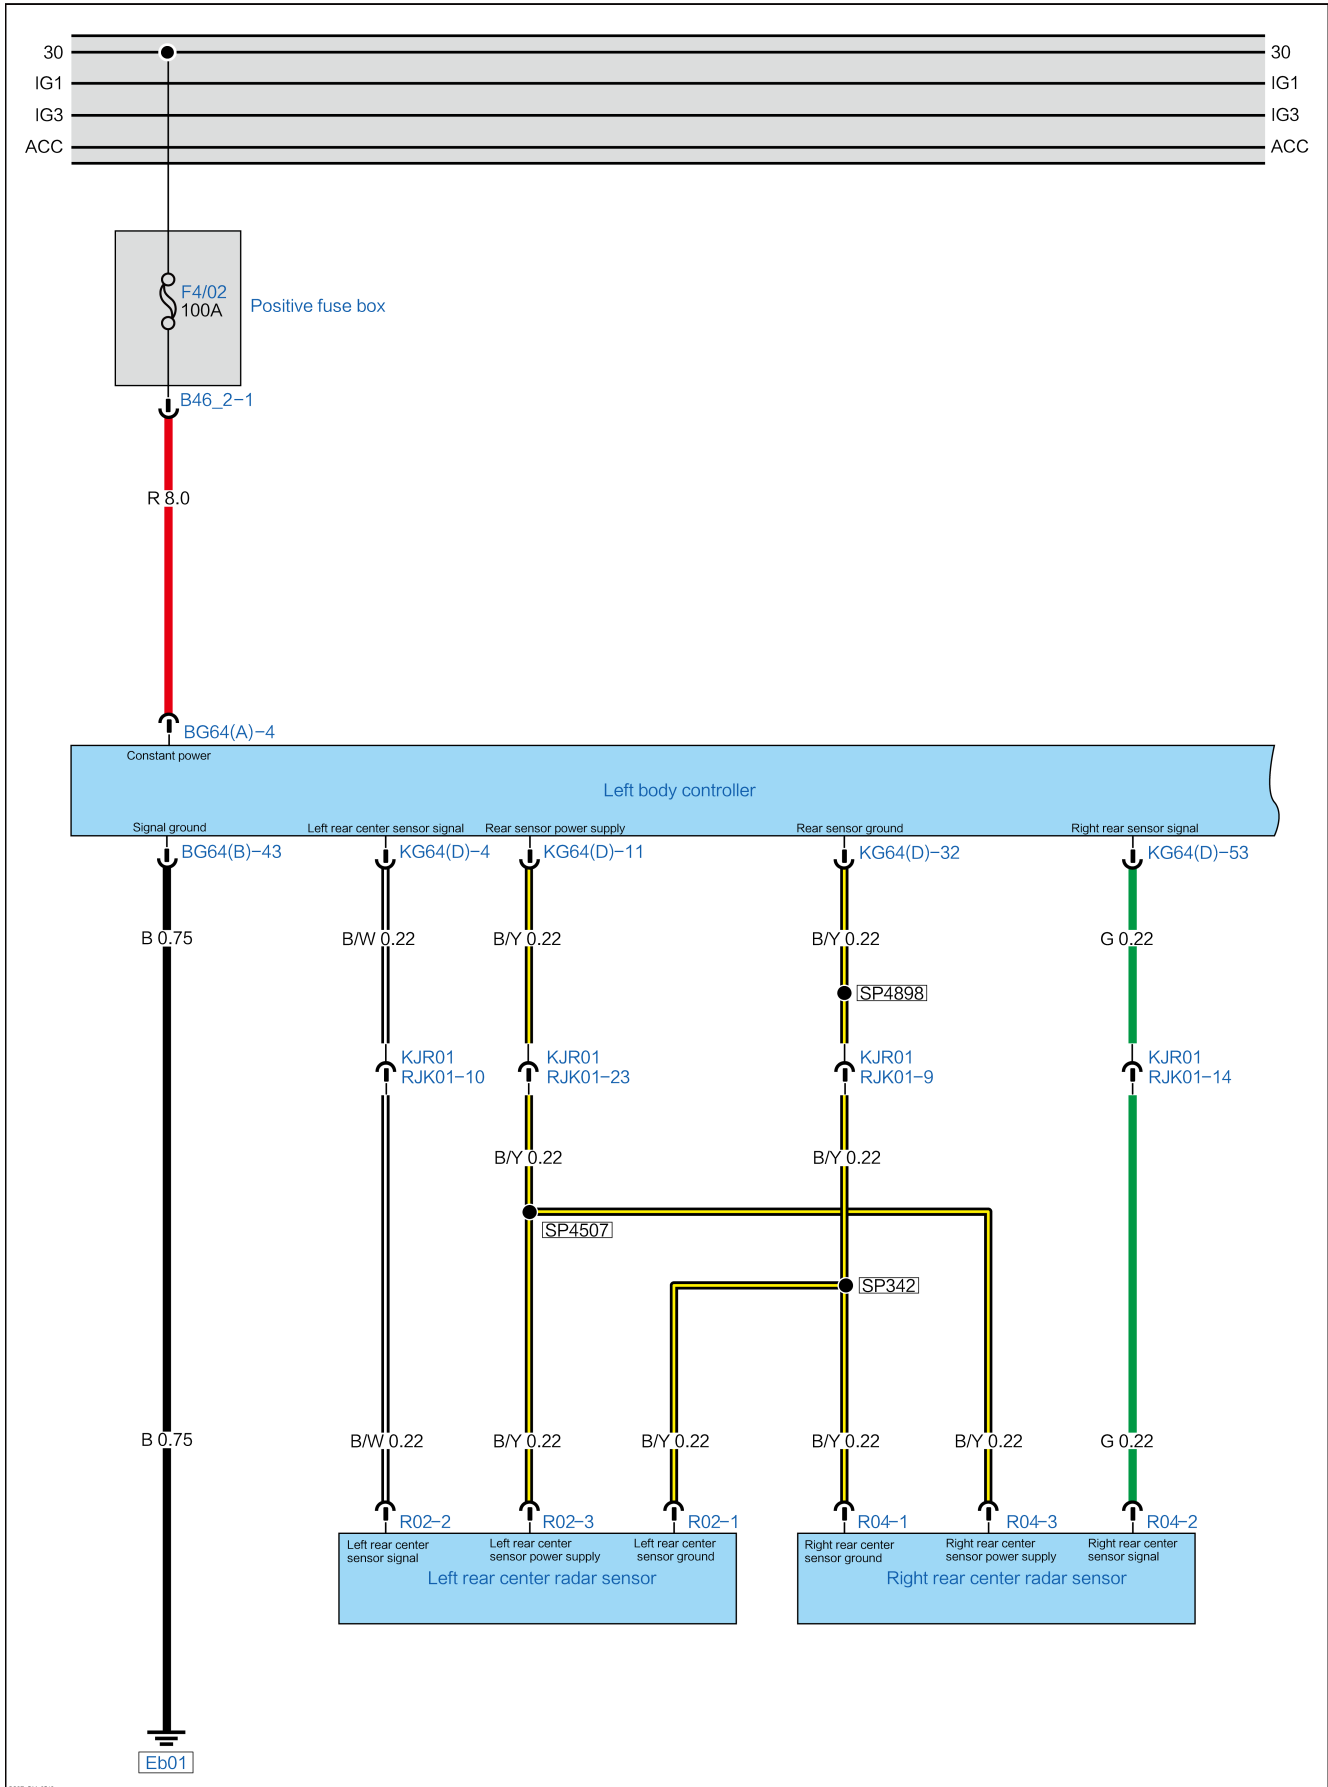 30
30
IG1
IG1
IG3
IG3
ACC
ACC
F4/02
100A
Positive fuse box
B46_2-1
R 8.0
BG64(A)-4
Constant power
Left body controller
Signal ground
Left rear center sensor signal
Rear sensor power supply
Rear sensor ground
Right rear sensor signal
BG64(B)-43
KG64(D)-4
KG64(D)-11
KG64(D)-32
KG64(D)-53
B 0.75
B/W 0.22
B/Y 0.22
B/Y 0.22
G 0.22
SP4898
KJR01
RJK01-10
KJR01
RJK01-23
KJR01
RJK01-9
KJR01
RJK01-14
B/Y 0.22
B/Y 0.22
SP4507
SP342
B 0.75
B/W 0.22
B/Y 0.22
B/Y 0.22
B/Y 0.22
B/Y 0.22
G 0.22
R02-2
R02-3
R02-1
R04-1
R04-3
R04-2
Left rear center
sensor signal
Left rear center
sensor power supply
Left rear center
sensor ground
Right rear center
sensor ground
Right rear center
sensor power supply
Right rear center
sensor signal
Left rear center radar sensor
Right rear center radar sensor
Eb01